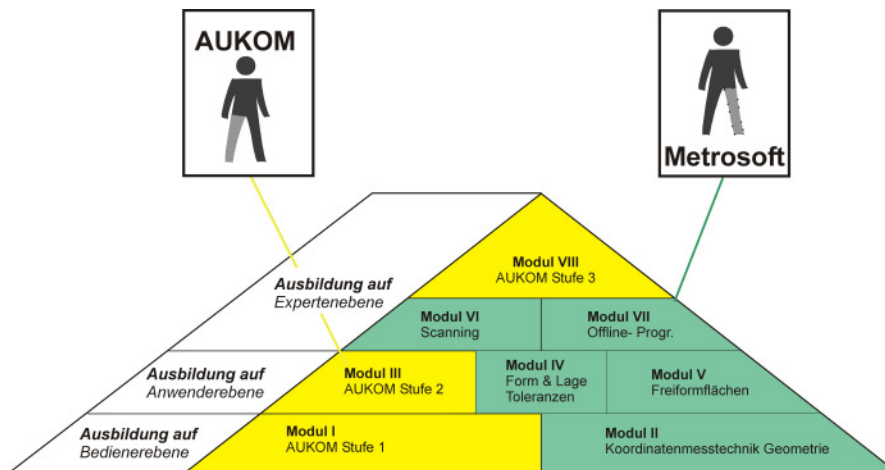 AUKOM
Metrosoft
Modul VIII
AUKOM Stufe 3
Ausbildung auf
Expertenebene
Modul VI
Scanning
Modul VII
Offline- Progr.
Ausbildung auf
Anwenderebene
Modul III
AUKOM Stufe 2
Modul IV
Form & Lage
Toleranzen
Modul V
Freiformflächen
Ausbildung auf
Bedienerebene
Modul I
AUKOM Stufe 1
Modul II
Koordinatenmesstechnik Geometrie